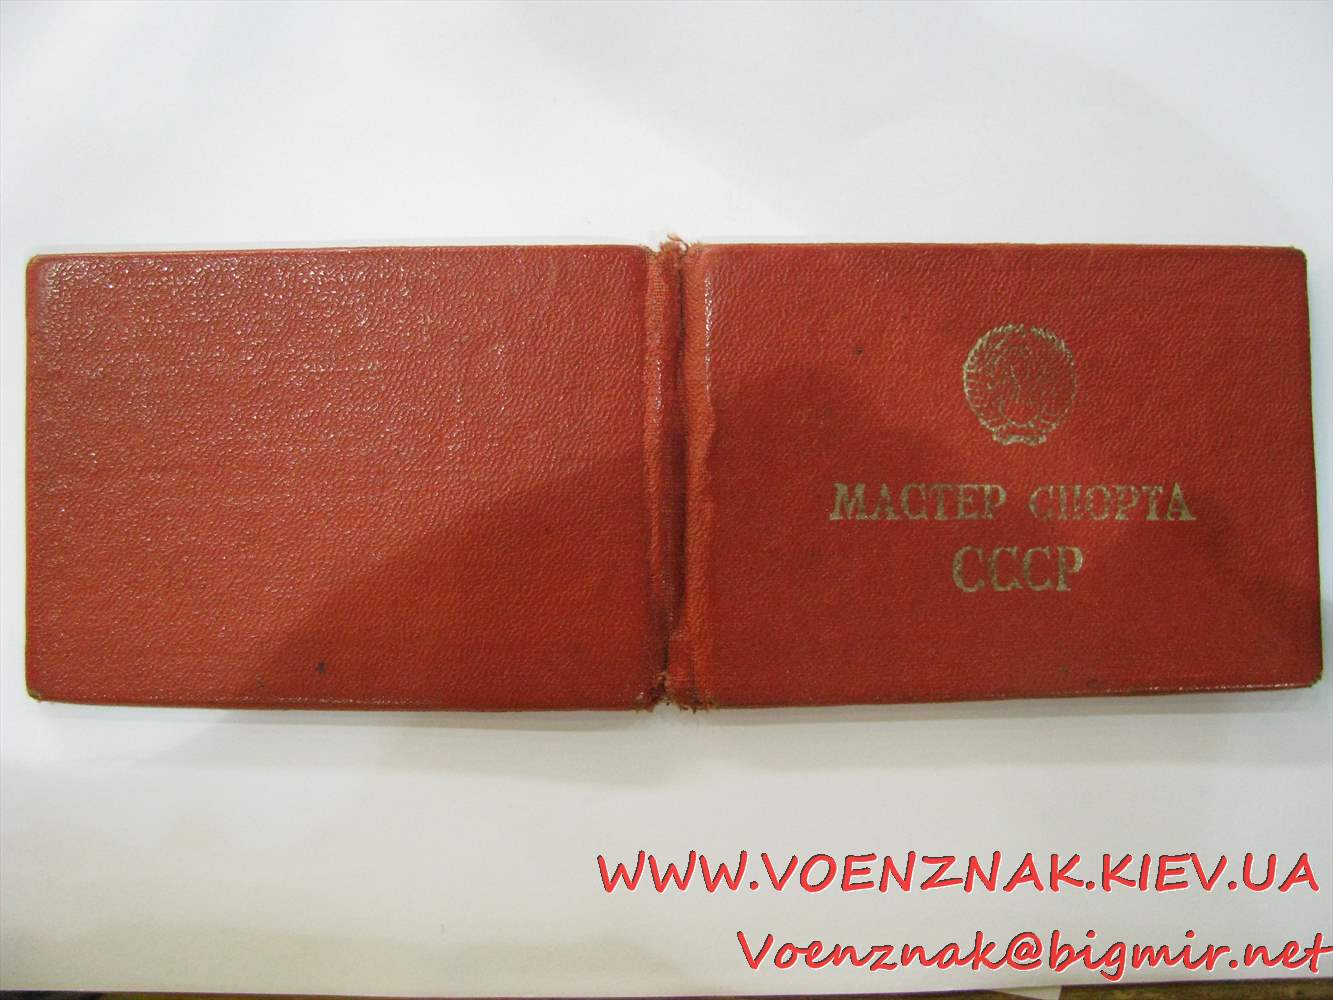 МАСТЕР СПОРТА
СССР
WWW.VOENZNAK.KIEV.UA
Voenznak@bigmir.net